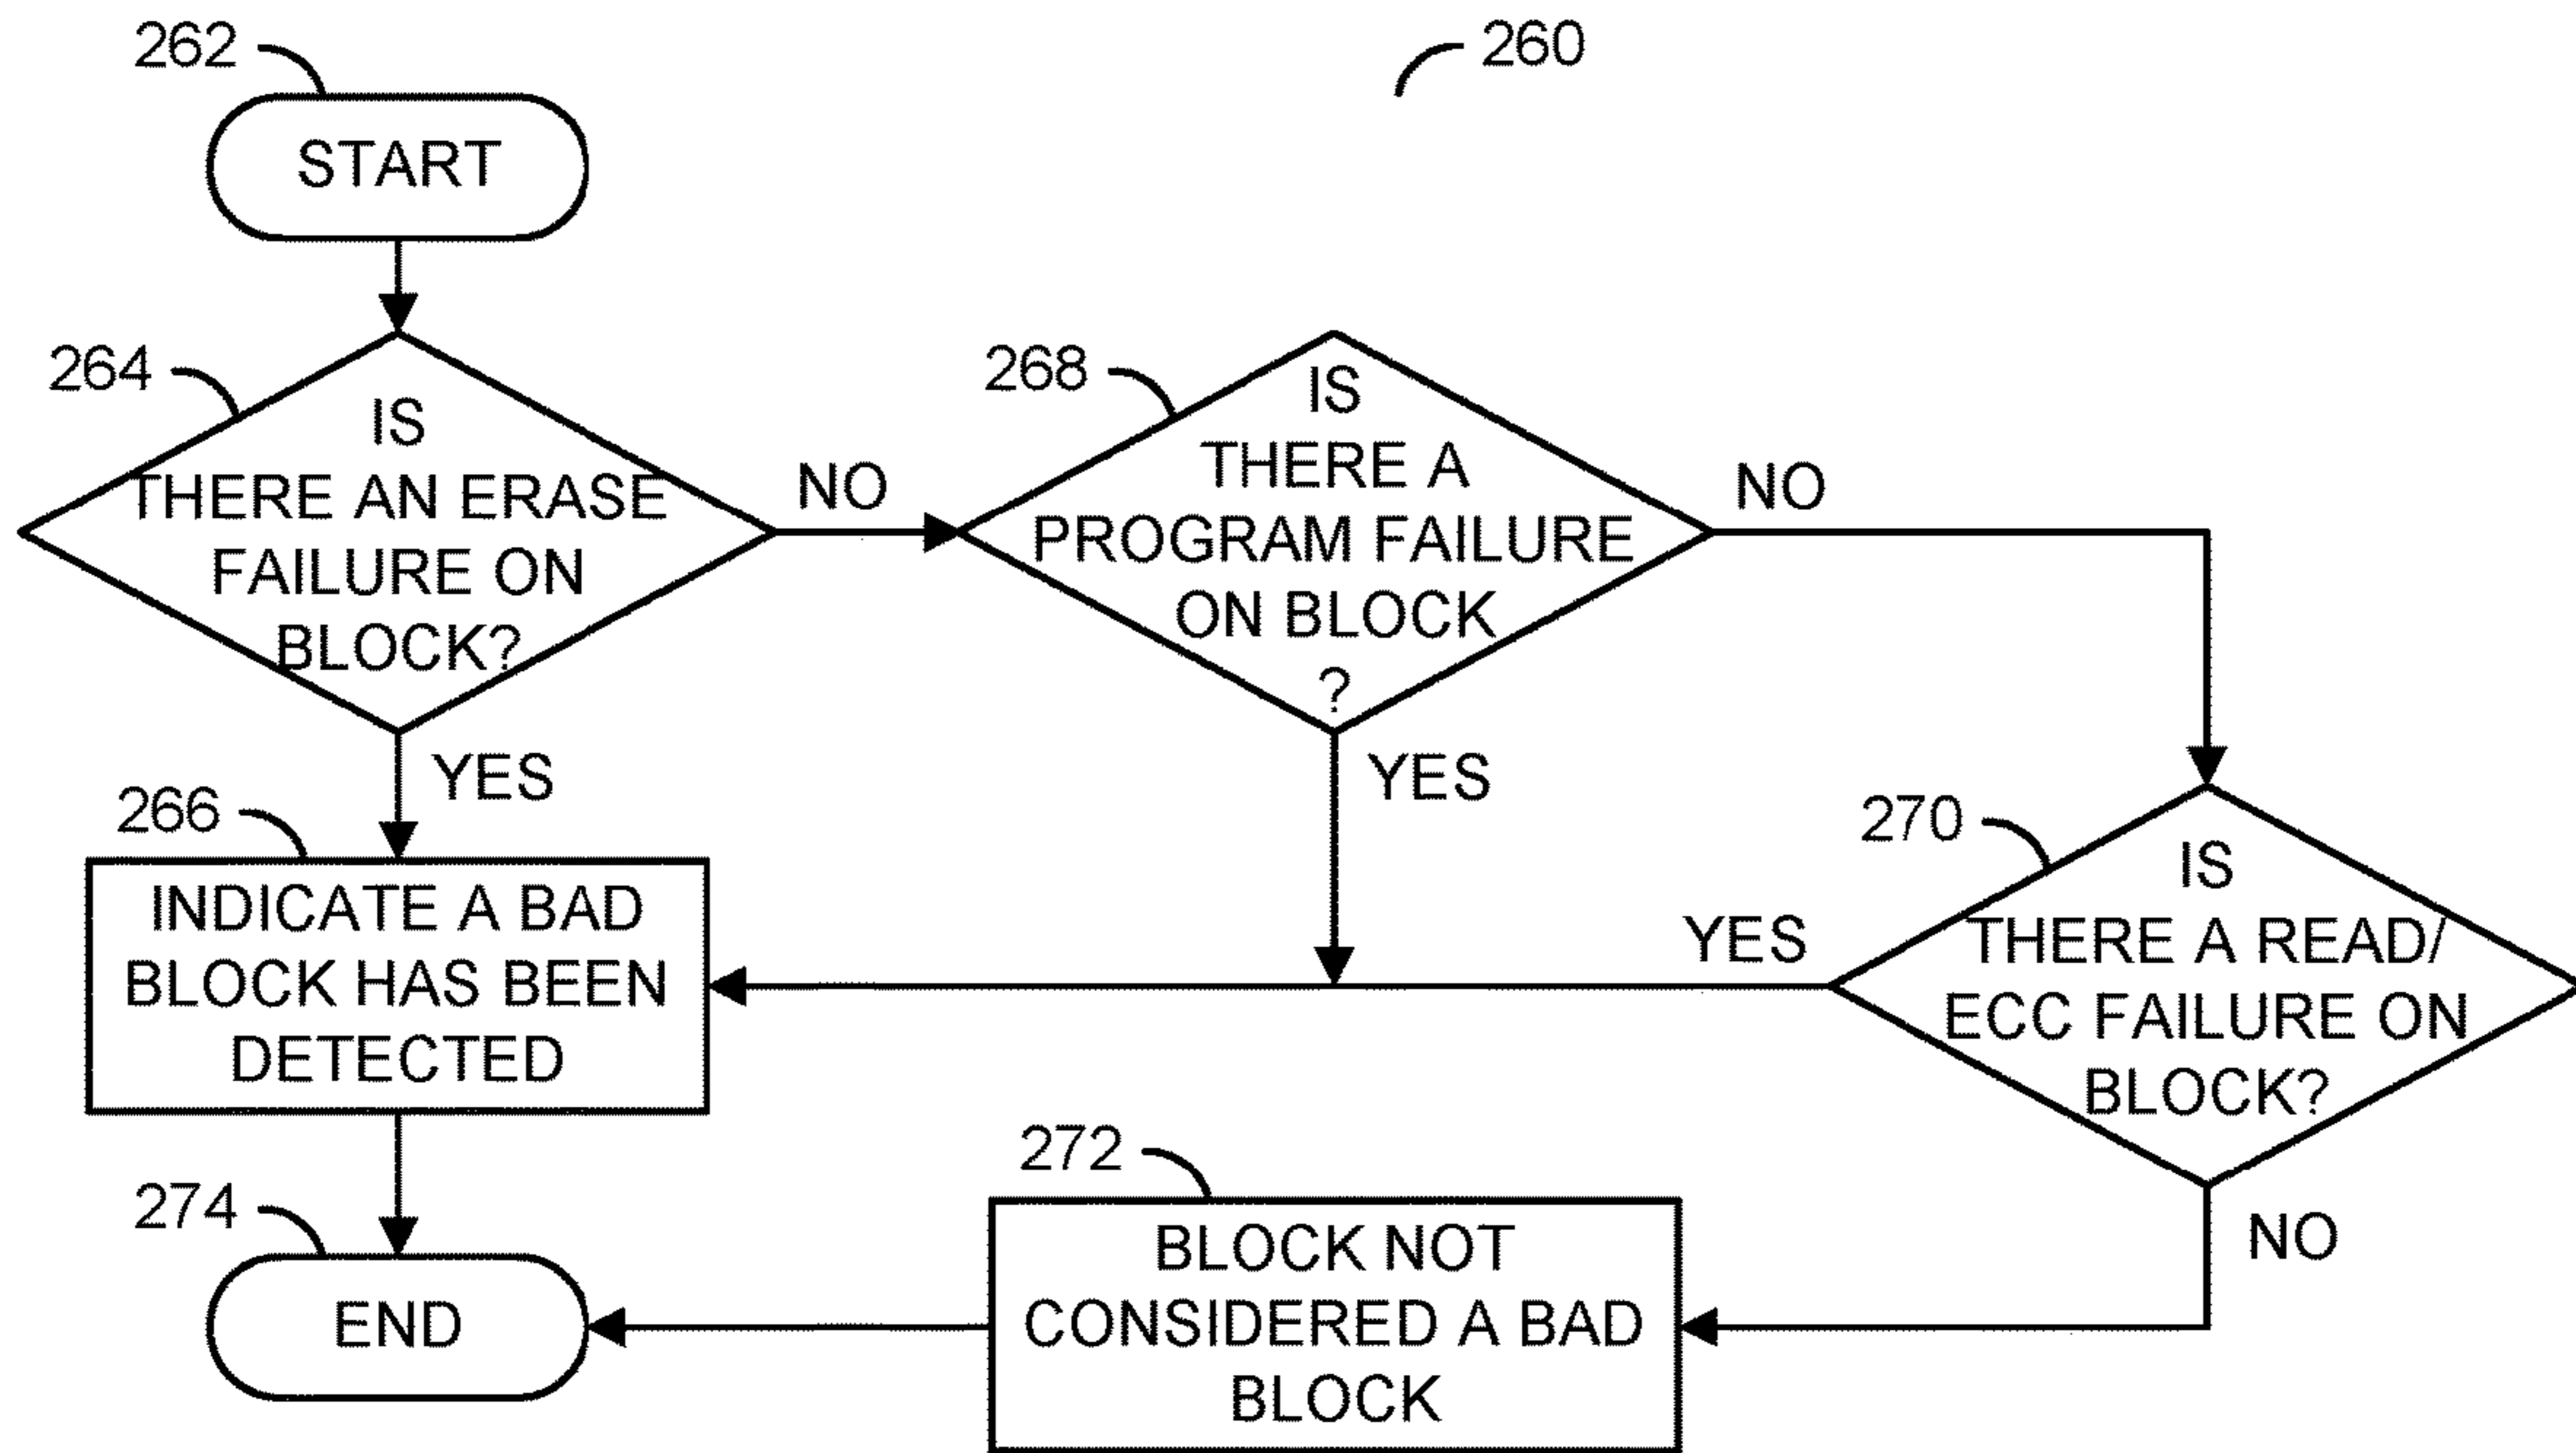 262
260
START
264
IS
THERE AN ERASE
FAILURE ON
BLOCK?
NO
YES
268
IS
THERE A
PROGRAM FAILURE
ON BLOCK
?
NO
YES
266
INDICATE A BAD
BLOCK HAS BEEN
DETECTED
270
IS
THERE A READ/
ECC FAILURE ON
BLOCK?
YES
NO
272
BLOCK NOT
CONSIDERED A BAD
BLOCK
274
END